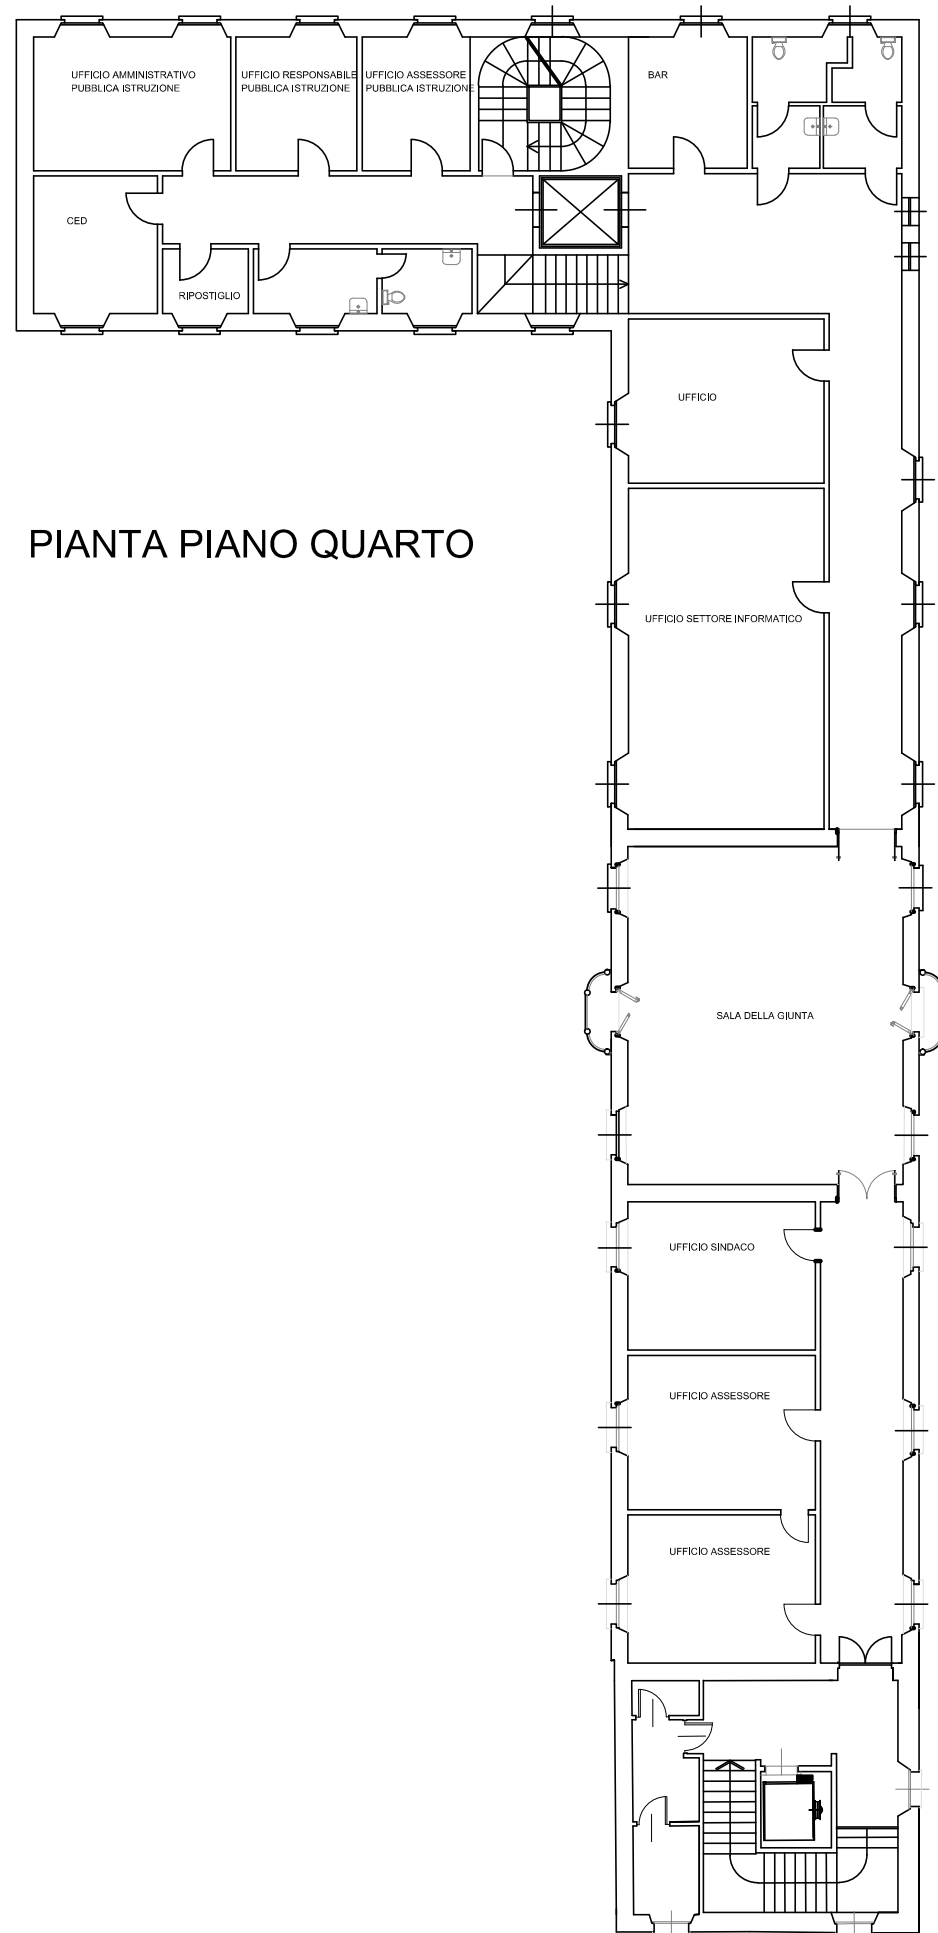 UFFICIO AMMINISTRATIVO
PUBBLICA ISTRUZIONE
UFFICIO RESPONSABILE
PUBBLICA ISTRUZIONE
UFFICIO ASSESSORE
PUBBLICA ISTRUZIONE
BAR
CED
RIPOSTIGLIO
UFFICIO
PIANTA PIANO QUARTO
UFFICIO SETTORE INFORMATICO
SALA DELLA GIUNTA
UFFICIO SINDACO
UFFICIO ASSESSORE
UFFICIO ASSESSORE